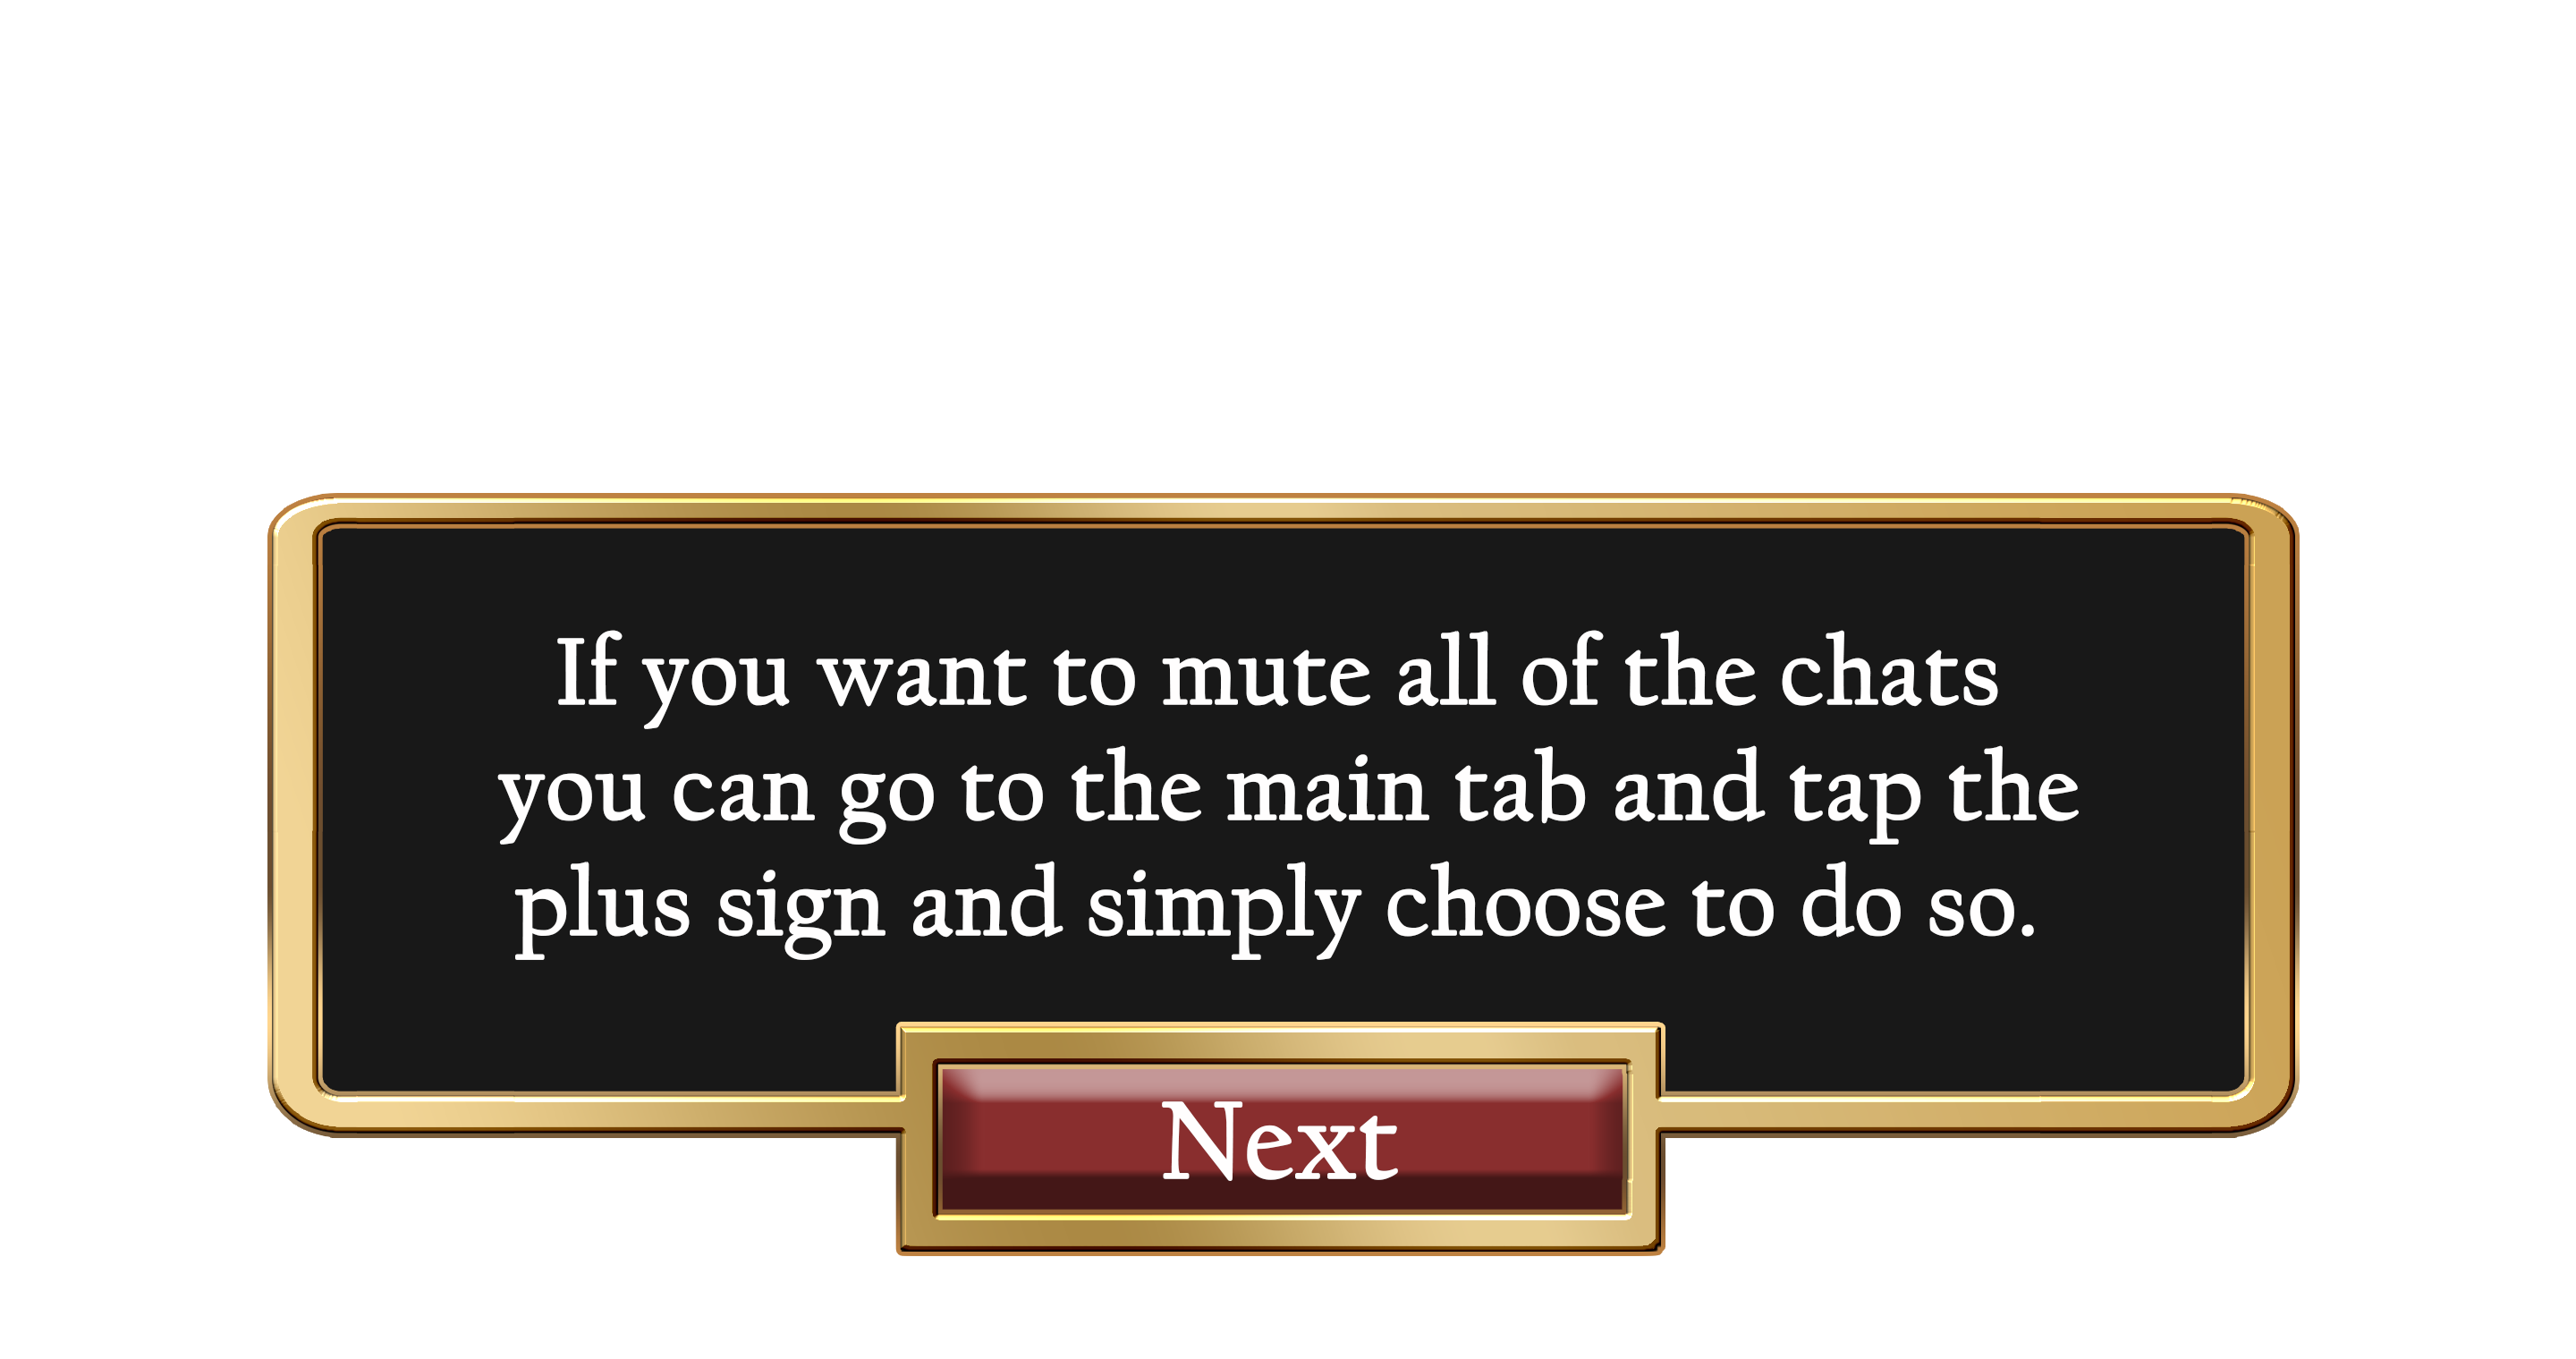 If you want to mute all of the chats
you can go to the main tab and tap the
plus sign and simply choose to do so.
Next